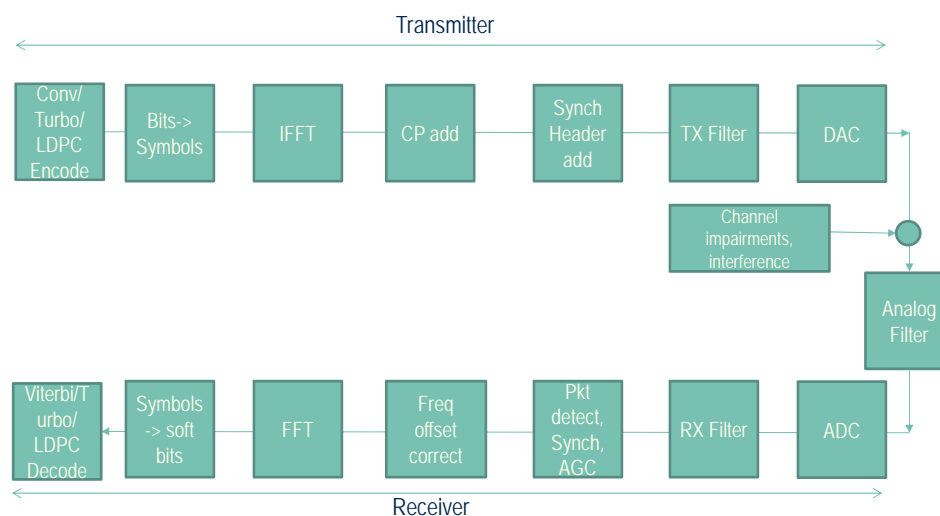 Transmitter
Conv/
Turbo/
LDPC
Encode
Bits->
Symbols
IFFT
CP add
Synch
Header
add
TX Filter
DAC
Channel
impairments,
interference
Analog
Filter
Viterbi/T
urbo/
LDPC
Decode
Symbols
-> soft
bits
FFT
Freq
offset
correct
Pkt
detect,
Synch,
AGC
RX Filter
ADC
Receiver